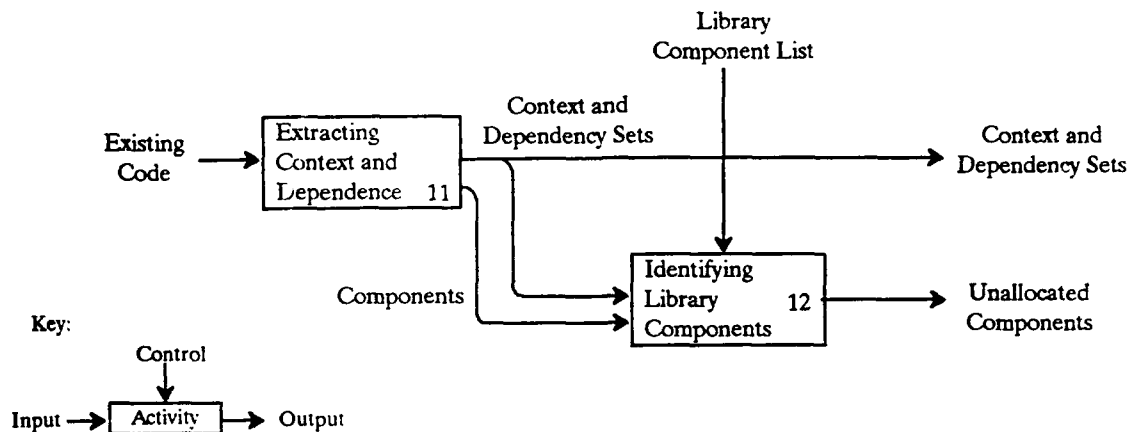 Library
Component List
Context and
Dependency Sets
Existing
Code
Extracting
Context and
Dependence 11
Context and
Dependency Sets
Components
Identifying
Library 12
Components
Unallocated
Components
Key:
Control
Input
Activity
Output